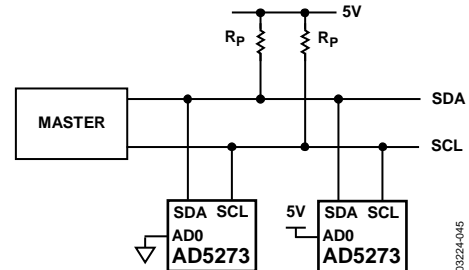 5V
RP RP
SDA
MASTER
SCL
SDA SCL
AD0
AD5273
5V
SDA SCL
AD0
AD5273
03224-045